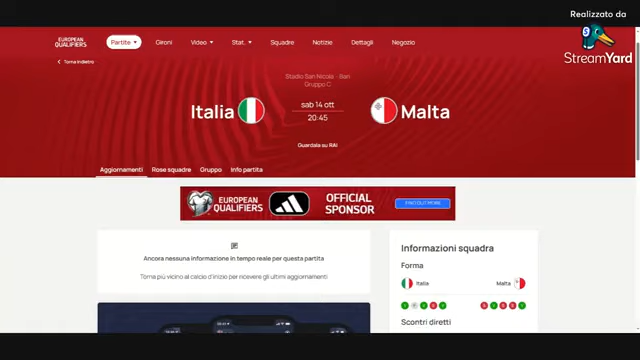 Realizzato da
StreamYard
EUROPEAN
QUALIFIERS
Partite
Gironi
Video
Stat.
Squadre
Notizie
Dettagli
Negozio
Torna indietro
Stadio San Nicola - Bari
Gruppo C
Italia
sab 14 ott
20:45
Malta
Guardala su RAI
Aggiornamenti
Rose squadre
Gruppo
Info partita
EUROPEAN
QUALIFIERS
OFFICIAL
SPONSOR
FIND OUT MORE
Ancora nessuna informazione in tempo reale per questa partita
Torna più vicino al calcio d'inizio per ricevere gli ultimi aggiornamenti
Informazioni squadra
Forma
Italia
Malta
Scontri diretti